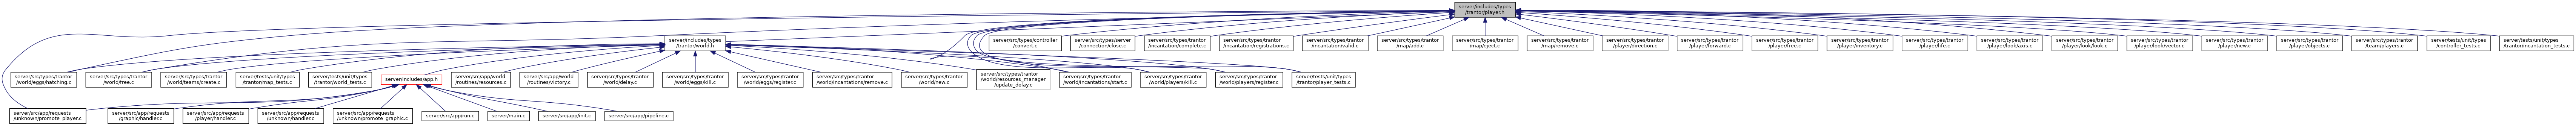 server/includes/types
/trantor/player.h
server/includes/types
/trantor/world.h
server/src/types/controller
/convert.c
server/src/types/server
/connection/close.c
server/src/types/trantor
/incantation/complete.c
server/src/types/trantor
/incantation/registrations.c
server/src/types/trantor
/incantation/valid.c
server/src/types/trantor
/map/add.c
server/src/types/trantor
/map/eject.c
server/src/types/trantor
/map/remove.c
server/src/types/trantor
/player/direction.c
server/src/types/trantor
/player/forward.c
server/src/types/trantor
/player/free.c
server/src/types/trantor
/player/inventory.c
server/src/types/trantor
/player/life.c
server/src/types/trantor
/player/look/axis.c
server/src/types/trantor
/player/look/look.c
server/src/types/trantor
/player/look/vector.c
server/src/types/trantor
/player/new.c
server/src/types/trantor
/player/objects.c
server/src/types/trantor
/team/players.c
server/tests/unit/types
/controller_tests.c
server/tests/unit/types
/trantor/incantation_tests.c
server/src/types/trantor
/world/eggs/hatching.c
server/src/types/trantor
/world/free.c
server/src/types/trantor
/world/teams/create.c
server/tests/unit/types
/trantor/map_tests.c
server/tests/unit/types
/trantor/world_tests.c
server/includes/app.h
server/src/app/world
/routines/resources.c
server/src/app/world
/routines/victory.c
server/src/types/trantor
/world/delay.c
server/src/types/trantor
/world/eggs/kill.c
server/src/types/trantor
/world/eggs/register.c
server/src/types/trantor
/world/incantations/remove.c
server/src/types/trantor
/world/new.c
server/src/types/trantor
/world/resources_manager
/update_delay.c
server/src/types/trantor
/world/incantations/start.c
server/src/types/trantor
/world/players/kill.c
server/src/types/trantor
/world/players/register.c
server/tests/unit/types
/trantor/player_tests.c
server/src/app/requests
/unknown/promote_player.c
server/src/app/requests
/graphic/handler.c
server/src/app/requests
/player/handler.c
server/src/app/requests
/unknown/handler.c
server/src/app/requests
/unknown/promote_graphic.c
server/src/app/run.c
server/main.c
server/src/app/init.c
server/src/app/pipeline.c